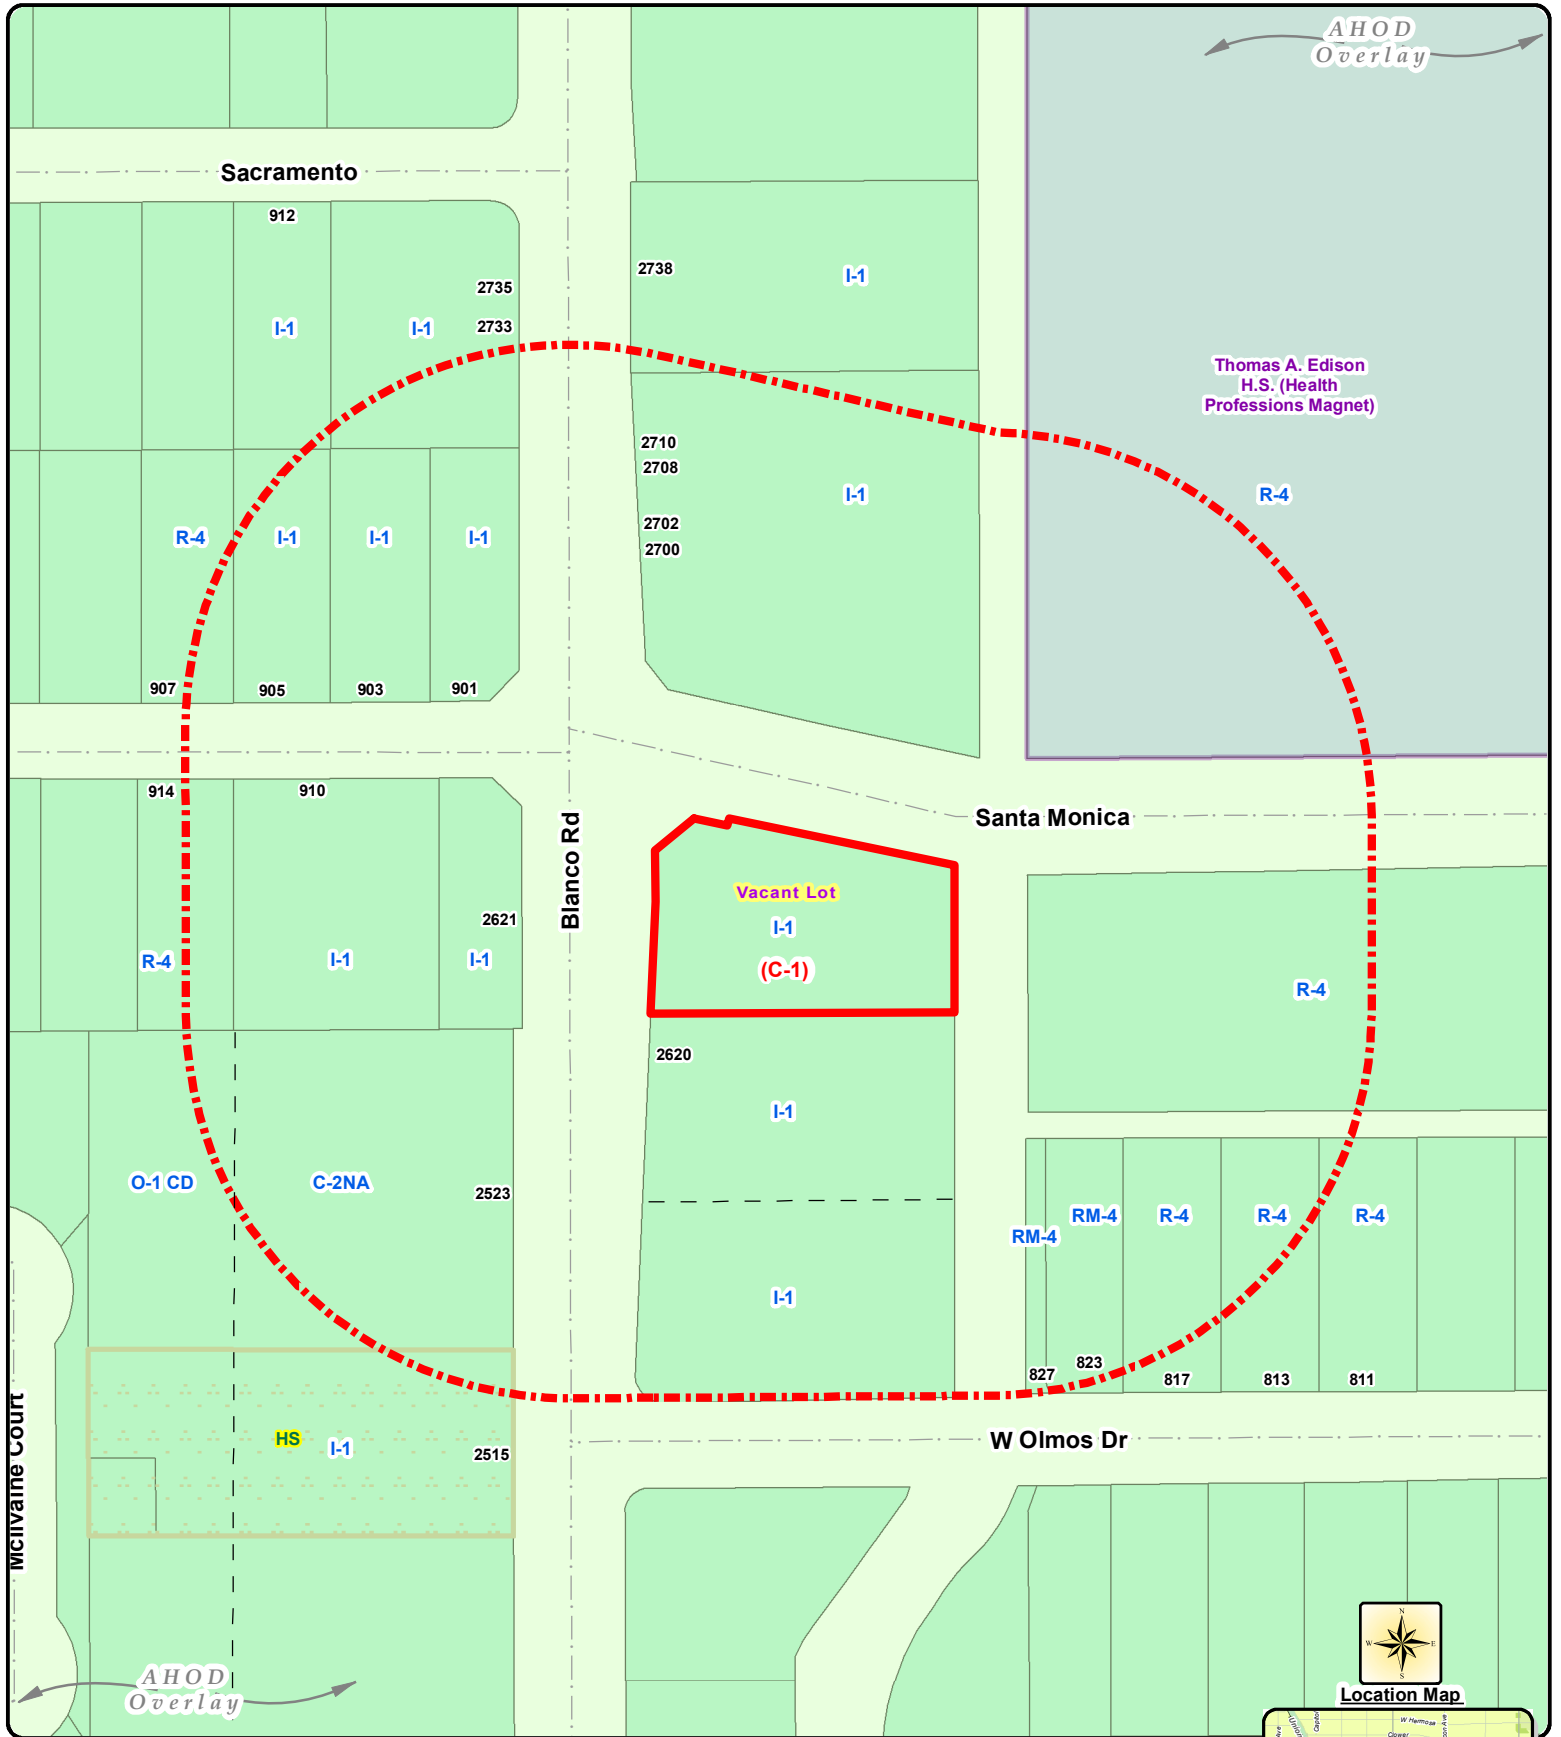 AHOD
Overlay
Sacramento
912
2735
2738
I-1
2733
I-1
I-1
Thomas A. Edison
H.S. (Health
Professions Magnet)
2710
2708
I-1
R-4
2702
2700
R-4
I-1
I-1
I-1
907
905
903
901
914
910
Santa Monica
Blanco Rd
Vacant Lot
I-1
(C-1)
2621
R-4
I-1
I-1
R-4
2620
I-1
O-1 CD
C-2NA
2523
RM-4
RM-4
R-4
R-4
R-4
I-1
827
823
817
813
811
McIlvaine Court
HS
I-1
2515
W Olmos Dr
N
W
E
S
AHOD
Overlay
Location Map
W Hermosa
Clower